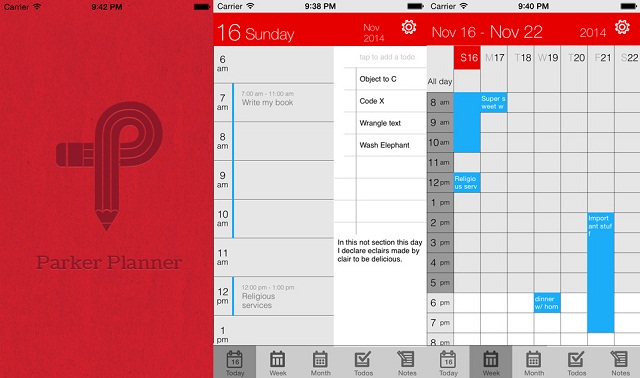 Carrier 9:42 PM
Parker Planner
Carrier 9:38 PM
16 Sunday
Nov
2014
6
am
7
am
8
am
9
am
10
am
11
am
12
pm
1
pm
7:00 am - 11:00 am
Write my book
12:00 pm - 1:00 pm
Religious
services
tap to add a todo
Object to C
Code X
Wrangle text
Wash Elephant
In this not section this day
I declare eclairs made by
clair to be delicious.
16
Today
Week
Month
Todos
Notes
Carrier 9:40 PM
Nov 16 - Nov 22 2014
S16 M17 T18 W19 T20 F21 S22
All day
8 am
9 am
10 am
11 am
12 pm
1 pm
2 pm
3 pm
4 pm
5 pm
6 pm
7 pm
8 pm
Super s
weet w
Religio
us serv
Import
ant stuf
f
dinner
w/ hom
16
Today
Week
Month
Todos
Notes